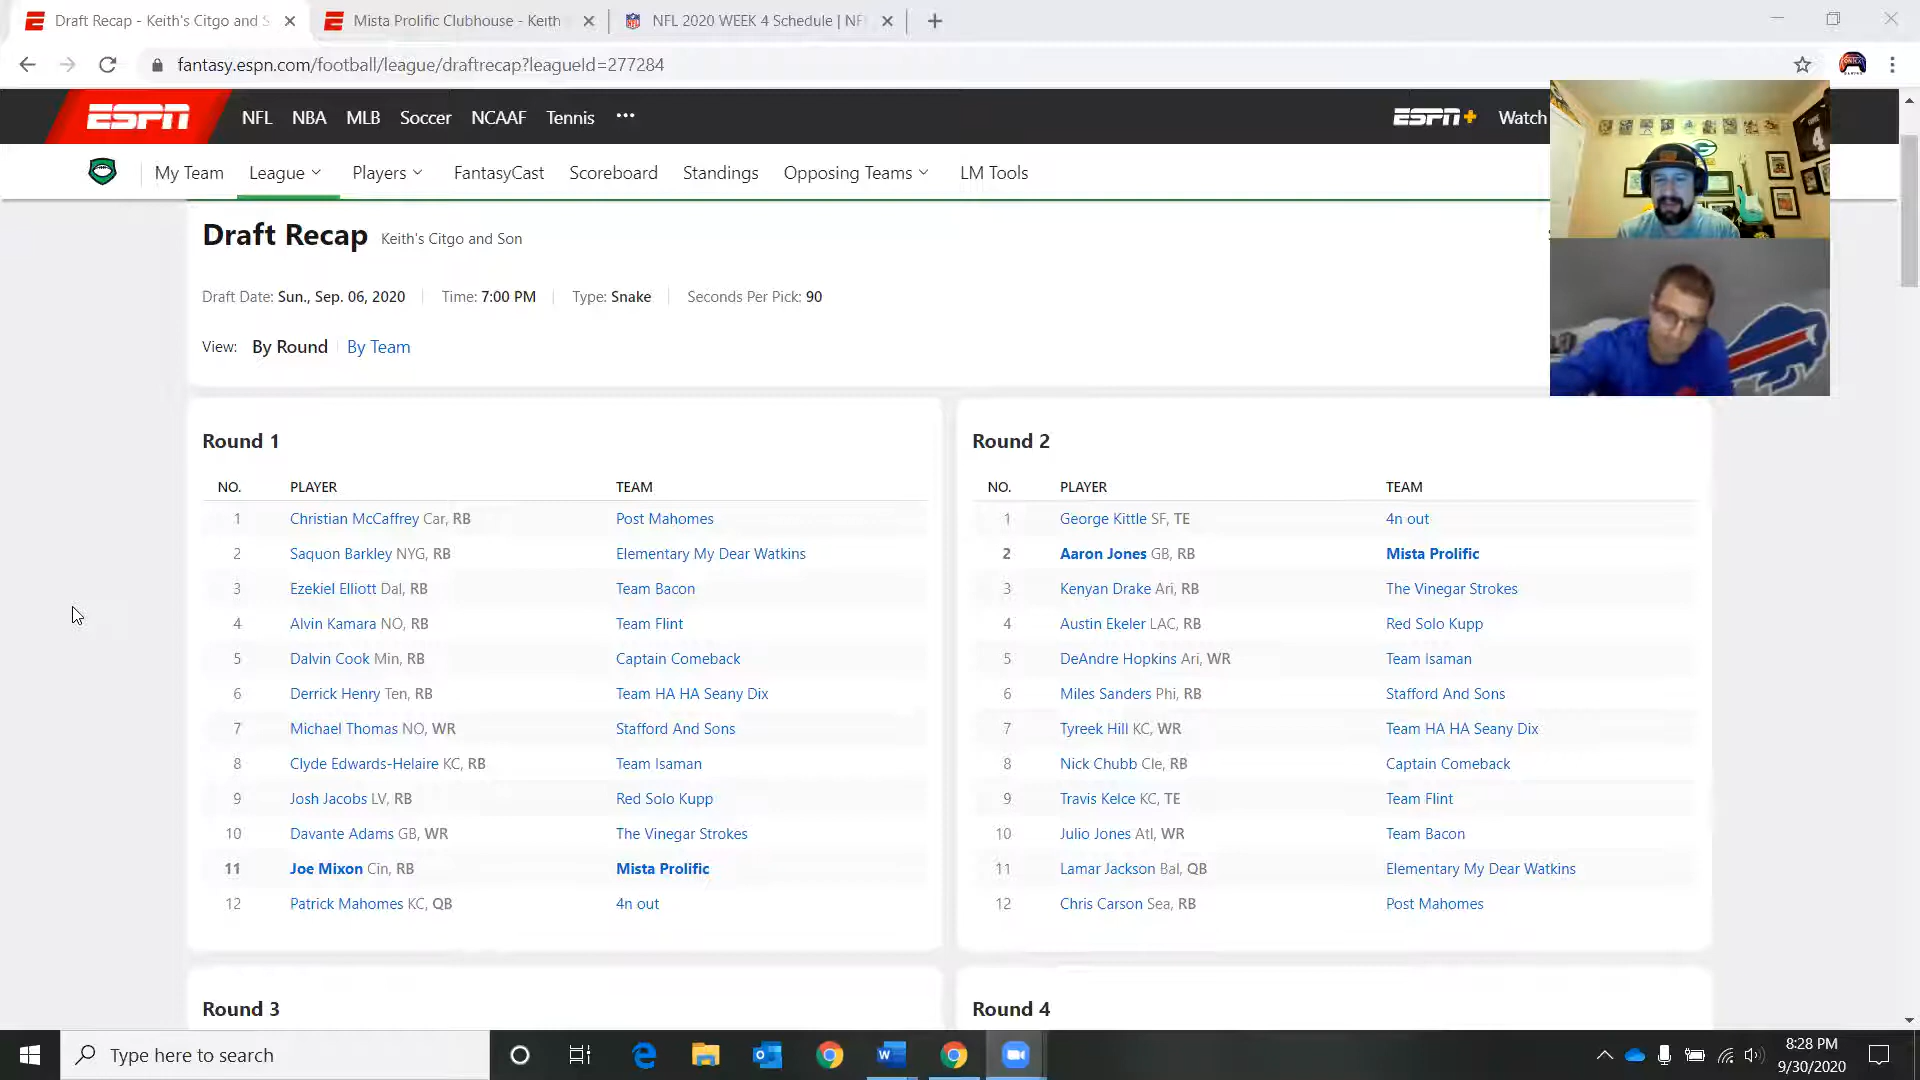 Draft Recap - Keith's Citgo and S
Mista Prolific Clubhouse - Keith
NFL 2020 WEEK 4 Schedule | NF
fantasy.espn.com/football/league/draftrecap?leagueId=277284
ESPN NFL NBA MLB Soccer NCAAF Tennis ••• ESPN+ Watch
My Team League Players FantasyCast Scoreboard Standings Opposing Teams LM Tools
Draft Recap Keith's Citgo and Son
Draft Date: Sun., Sep. 06, 2020 Time: 7:00 PM Type: Snake Seconds Per Pick: 90
View: By Round By Team
Round 1
NO. PLAYER TEAM
1 Christian McCaffrey Car, RB Post Mahomes
2 Saquon Barkley NYG, RB Elementary My Dear Watkins
3 Ezekiel Elliott Dal, RB Team Bacon
4 Alvin Kamara NO, RB Team Flint
5 Dalvin Cook Min, RB Captain Comeback
6 Derrick Henry Ten, RB Team HA HA Seany Dix
7 Michael Thomas NO, WR Stafford And Sons
8 Clyde Edwards-Helaire KC, RB Team Isaman
9 Josh Jacobs LV, RB Red Solo Kupp
10 Davante Adams GB, WR The Vinegar Strokes
11 Joe Mixon Cin, RB Mista Prolific
12 Patrick Mahomes KC, QB 4n out
Round 2
NO. PLAYER TEAM
1 George Kittle SF, TE 4n out
2 Aaron Jones GB, RB Mista Prolific
3 Kenyan Drake Ari, RB The Vinegar Strokes
4 Austin Ekeler LAC, RB Red Solo Kupp
5 DeAndre Hopkins Ari, WR Team Isaman
6 Miles Sanders Phi, RB Stafford And Sons
7 Tyreek Hill KC, WR Team HA HA Seany Dix
8 Nick Chubb Cle, RB Captain Comeback
9 Travis Kelce KC, TE Team Flint
10 Julio Jones Atl, WR Team Bacon
11 Lamar Jackson Bal, QB Elementary My Dear Watkins
12 Chris Carson Sea, RB Post Mahomes
Round 3
Round 4
Type here to search
8:28 PM
9/30/2020